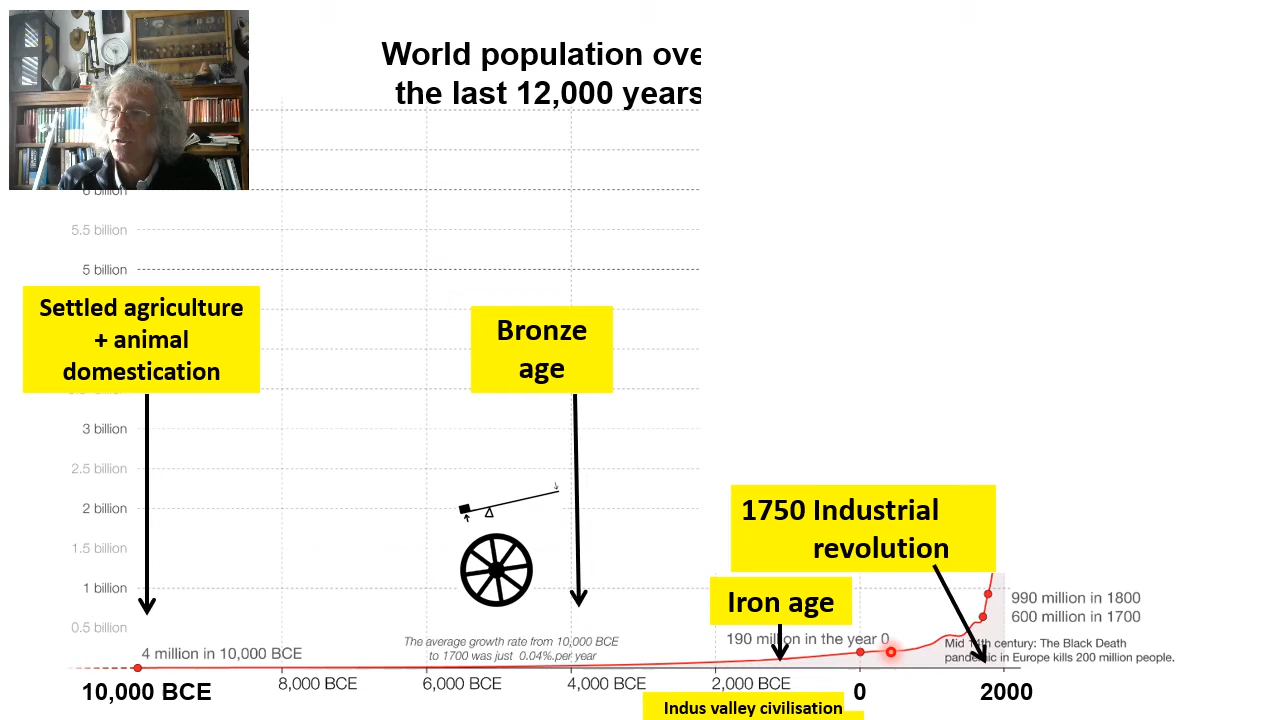 World population ove
the last 12,000 years
6 billion
5.5 billion
5 billion
Settled agriculture
+ animal
domestication
Bronze
age
3 billion
2.5 billion
2 billion
1.5 billion
1 billion
0.5 billion
1750 Industrial
revolution
Iron age
990 million in 1800
600 million in 1700
190 million in the year 0
The average growth rate from 10,000 BCE
to 1700 was just 0.04% per year
4 million in 10,000 BCE
Mid 14th century: The Black Death
pandemic in Europe kills 200 million people.
10,000 BCE
8,000 BCE
6,000 BCE
4,000 BCE
2,000 BCE
0
2000
Indus valley civilisation